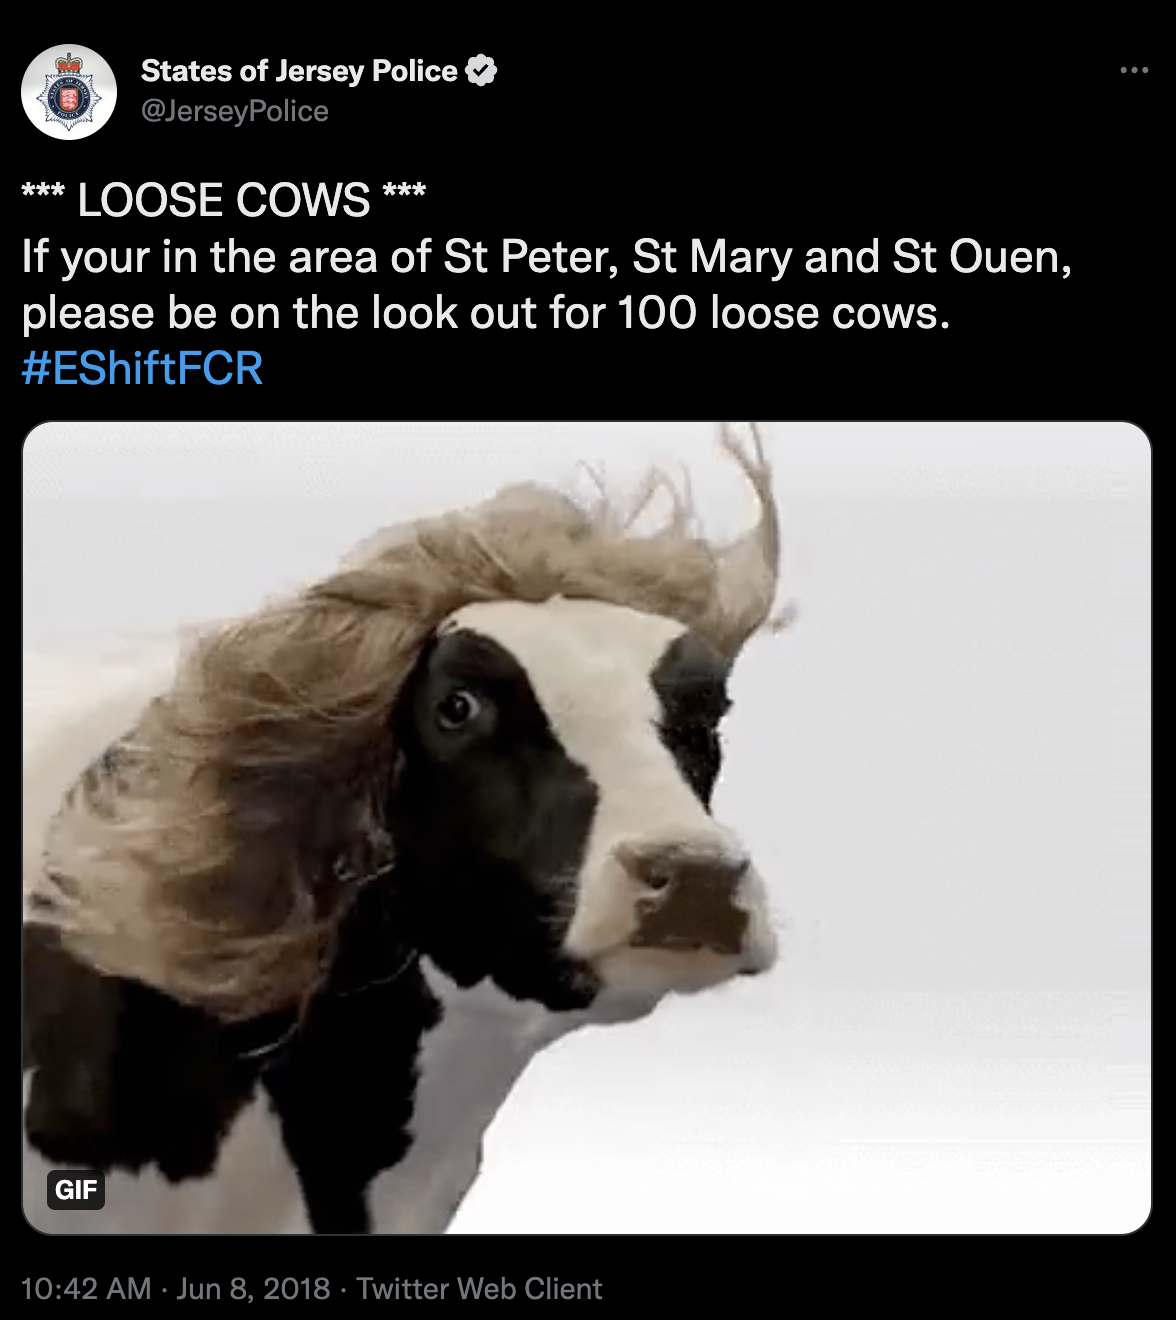 States of Jersey Police
@JerseyPolice
*** LOOSE COWS ***
If your in the area of St Peter, St Mary and St Ouen,
please be on the look out for 100 loose cows.
#EShiftFCR
GIF
10:42 AM · Jun 8, 2018 · Twitter Web Client